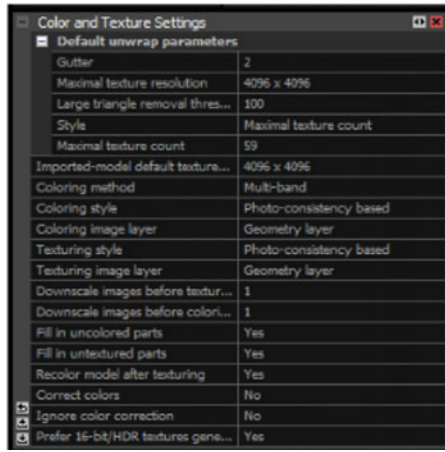 Color and Texture Settings
Default unwrap parameters
Gutter 2
Maximal texture resolution 4096 x 4096
Large triangle removal thres... 100
Style Maximal texture count
Maximal texture count 59
Imported-model default texture... 4096 x 4096
Coloring method Multi-band
Coloring style Photo-consistency based
Coloring image layer Geometry layer
Texturing style Photo-consistency based
Texturing image layer Geometry layer
Downscale images before textur... 1
Downscale images before colori... 1
Fill in uncolored parts Yes
Fill in untextured parts Yes
Recolor model after texturing Yes
Correct colors No
Ignore color correction No
Prefer 16-bit/HDR textures gene... Yes